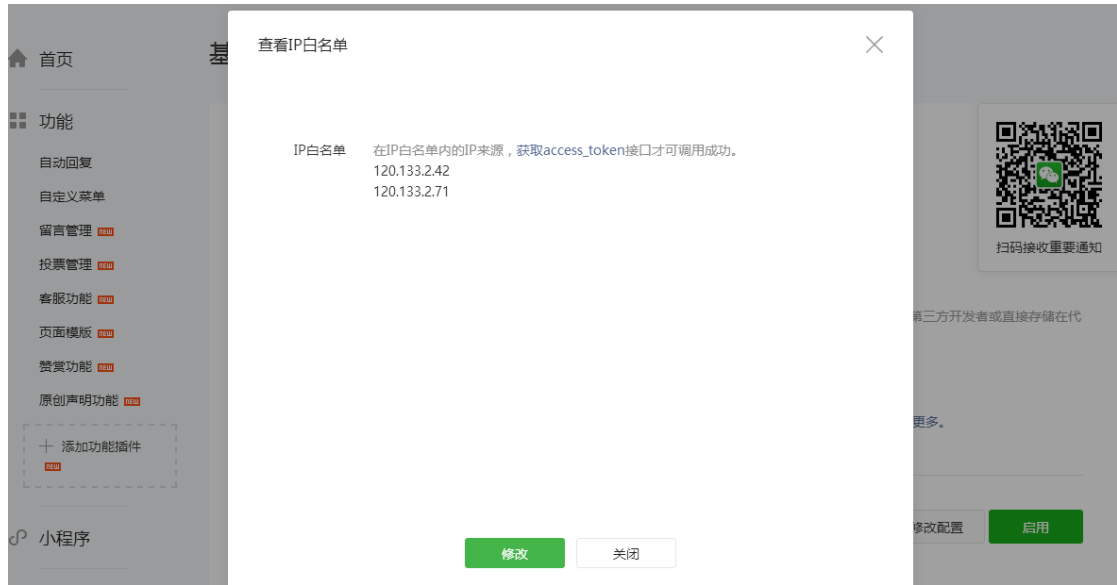 首页
基
查看IP白名单
功能
自动回复
自定义菜单
留言管理 NEW
投票管理 NEW
客服功能 NEW
页面模版 NEW
赞赏功能 NEW
原创声明功能 NEW
添加功能插件
NEW
小程序
IP白名单 在IP白名单内的IP来源，获取access_token接口才可调用成功。
120.133.2.42
120.133.2.71
修改 关闭
扫码接收重要通知
第三方开发者或直接存储在代
更多。
修改配置 启用